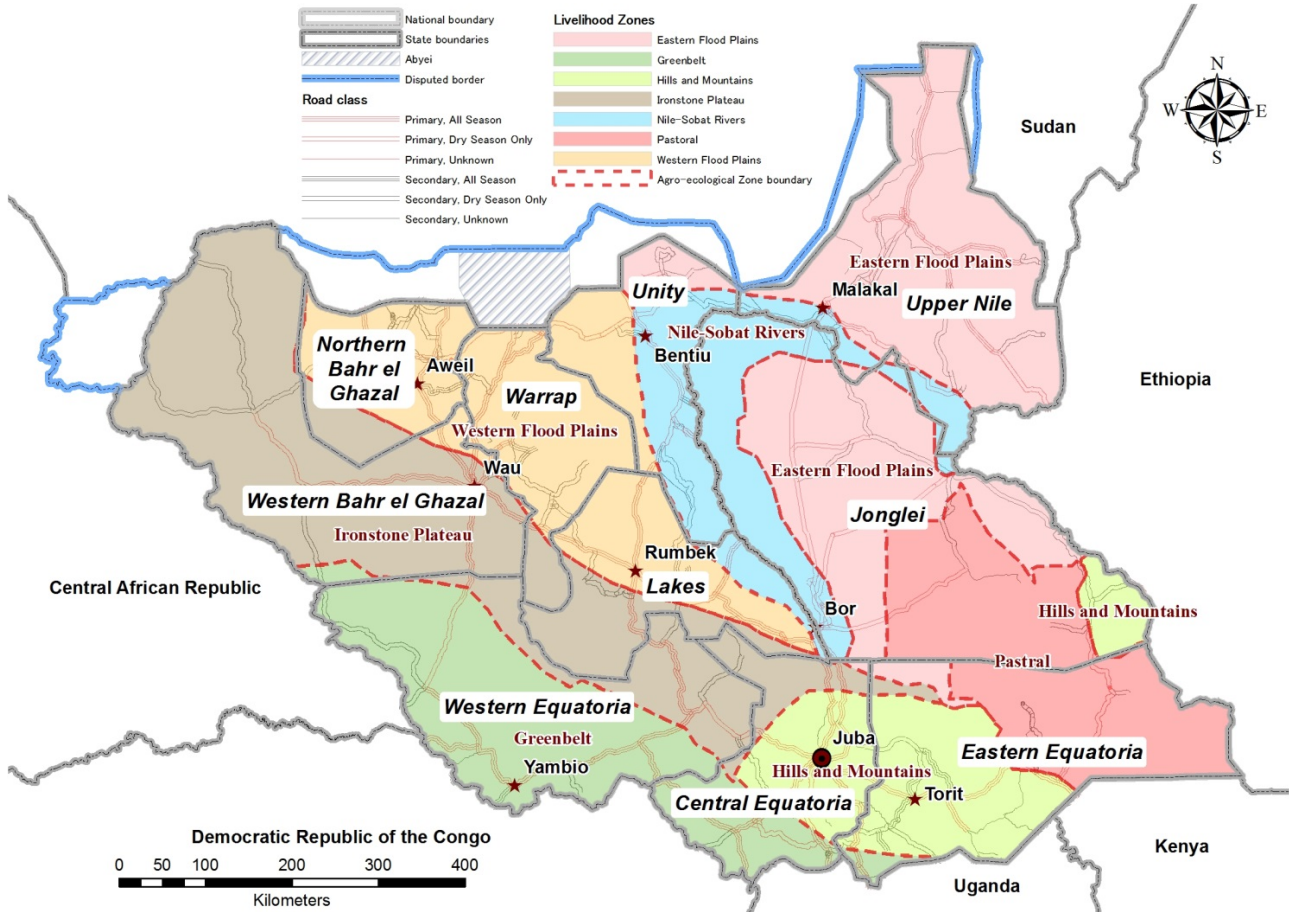 National boundary
State boundaries
Abyei
Disputed border
Road class
Primary, All Season
Primary, Dry Season Only
Primary, Unknown
Secondary, All Season
Secondary, Dry Season Only
Secondary, Unknown
Livelihood Zones
Eastern Flood Plains
Greenbelt
Hills and Mountains
Ironstone Plateau
Nile-Sobat Rivers
Pastoral
Western Flood Plains
Agro-ecological Zone boundary
N
W
E
S
Sudan
Eastern Flood Plains
Malakal
Upper Nile
Unity
Nile-Sobat Rivers
Bentiu
Northern
Bahr el
Ghazal
Aweil
Warrap
Western Flood Plains
Ethiopia
Wau
Western Bahr el Ghazal
Ironstone Plateau
Eastern Flood Plains
Jonglei
Rumbek
Lakes
Central African Republic
Bor
Hills and Mountains
Pastral
Western Equatoria
Greenbelt
Yambio
Juba
Hills and Mountains
Eastern Equatoria
Central Equatoria
Torit
Democratic Republic of the Congo
0 50 100 200 300 400
Kilometers
Kenya
Uganda